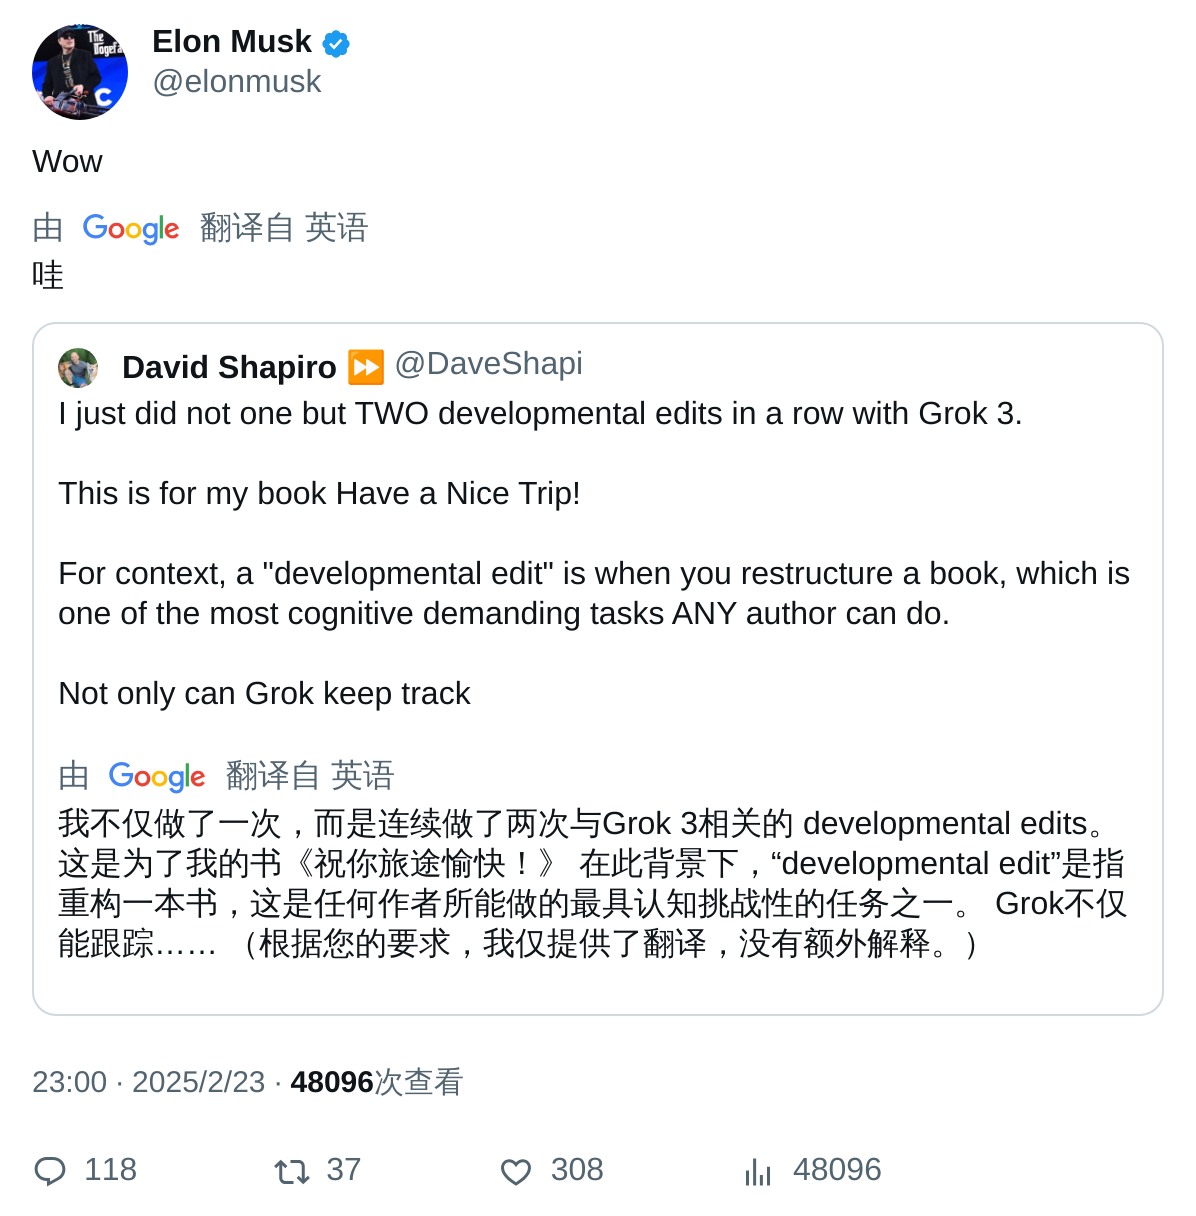 The
Dogefa
C
Elon Musk
@elonmusk
Wow
由 Google 翻译自 英语
哇
David Shapiro ⏩ @DaveShapi
I just did not one but TWO developmental edits in a row with Grok 3.
This is for my book Have a Nice Trip!
For context, a "developmental edit" is when you restructure a book, which is
one of the most cognitive demanding tasks ANY author can do.
Not only can Grok keep track
由 Google 翻译自 英语
我不仅做了一次，而是连续做了两次与Grok 3相关的 developmental edits。
这是为了我的书《祝你旅途愉快！》 在此背景下，“developmental edit”是指
重构一本书，这是任何作者所能做的最具认知挑战性的任务之一。 Grok不仅
能跟踪…… （根据您的要求，我仅提供了翻译，没有额外解释。）
23:00 · 2025/2/23 · 48096次查看
118 37 308 48096